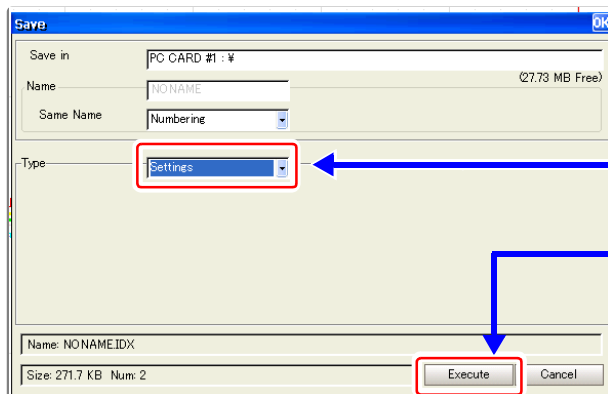 Save OK
Save in PC CARD #1 : ¥
(27.73 MB Free)
Name NONAME
Same Name Numbering
Type Settings
Name: NONAME.IDX
Size: 271.7 KB Num: 2 Execute Cancel